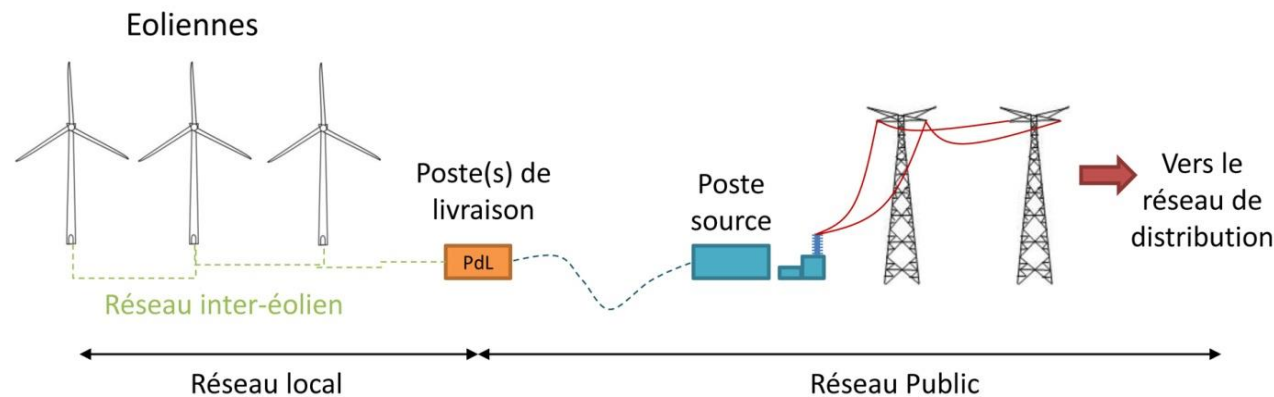 Eoliennes
Poste(s) de
livraison
PdL
Poste
source
Vers le
réseau de
distribution
Réseau inter-éolien
Réseau local
Réseau Public